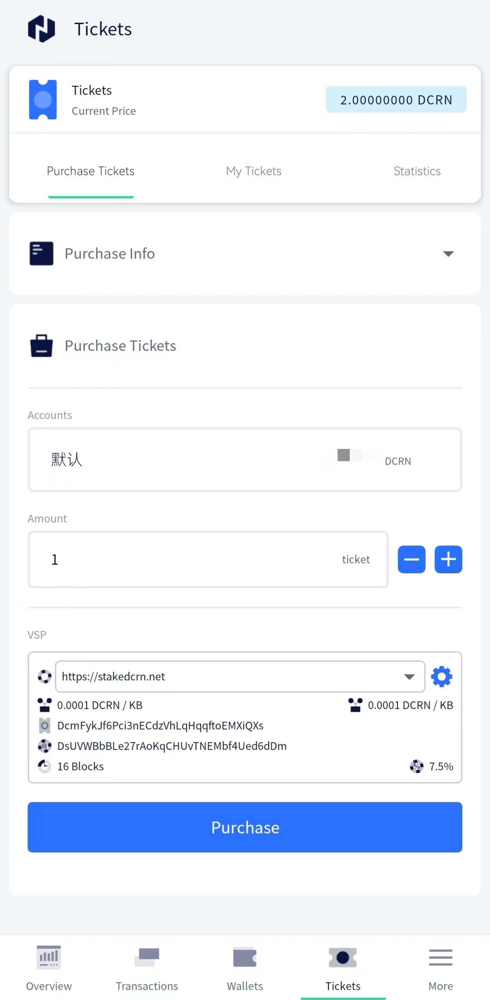 Tickets
Tickets
Current Price
2.00000000 DCRN
Purchase Tickets
My Tickets
Statistics
Purchase Info
Purchase Tickets
Accounts
默认
DCRN
Amount
1
ticket
VSP
https://stakedcrn.net
0.0001 DCRN / KB
0.0001 DCRN / KB
DcmFykJf6Pci3nECdzVhLqHqqftoEMXiQXs
DsUVWBbBLe27rAoKqCHUvTNEMbf4Ued6dDm
16 Blocks
7.5%
Purchase
Overview
Transactions
Wallets
Tickets
More